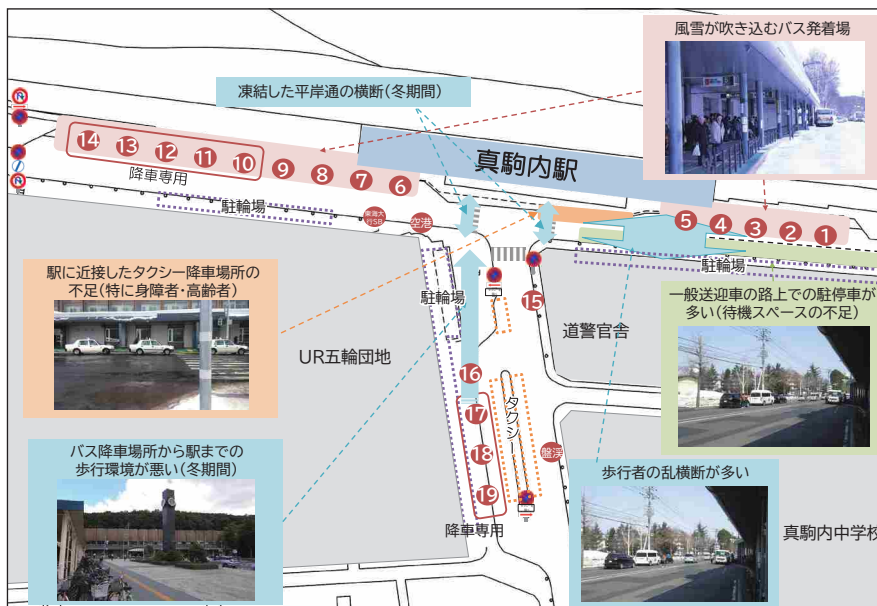 風雪が吹き込むバス発着場
凍結した平岸通の横断(冬期間)
真駒内駅
14
13
12
11
10
9
8
7
6
5
4
3
2
1
降車専用
駐輪場
東海大
行SB
空港
駐輪場
駅に近接したタクシー降車場所の
不足(特に身障者・高齢者)
駐輪場
15
道警官舎
一般送迎車の路上での駐停車が
多い(待機スペースの不足)
UR五輪団地
16
17
18
19
タクシー
盤渓
降車専用
バス降車場所から駅までの
歩行環境が悪い(冬期間)
歩行者の乱横断が多い
真駒内中学校